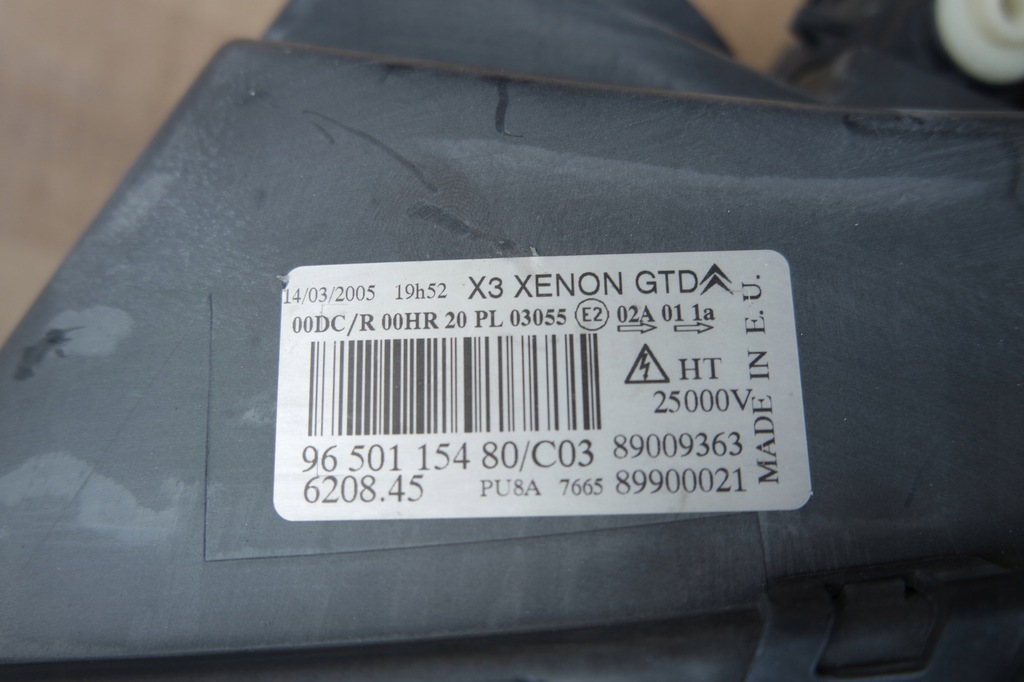 14/03/2005 19h52 X3 XENON GTD
00DC/R 00HR 20 PL 03055 E2 02A 01 1a
HT
25000V
96 501 154 80/C03 89009363
6208.45 PU8A 7665 89900021
MADE IN E.U.